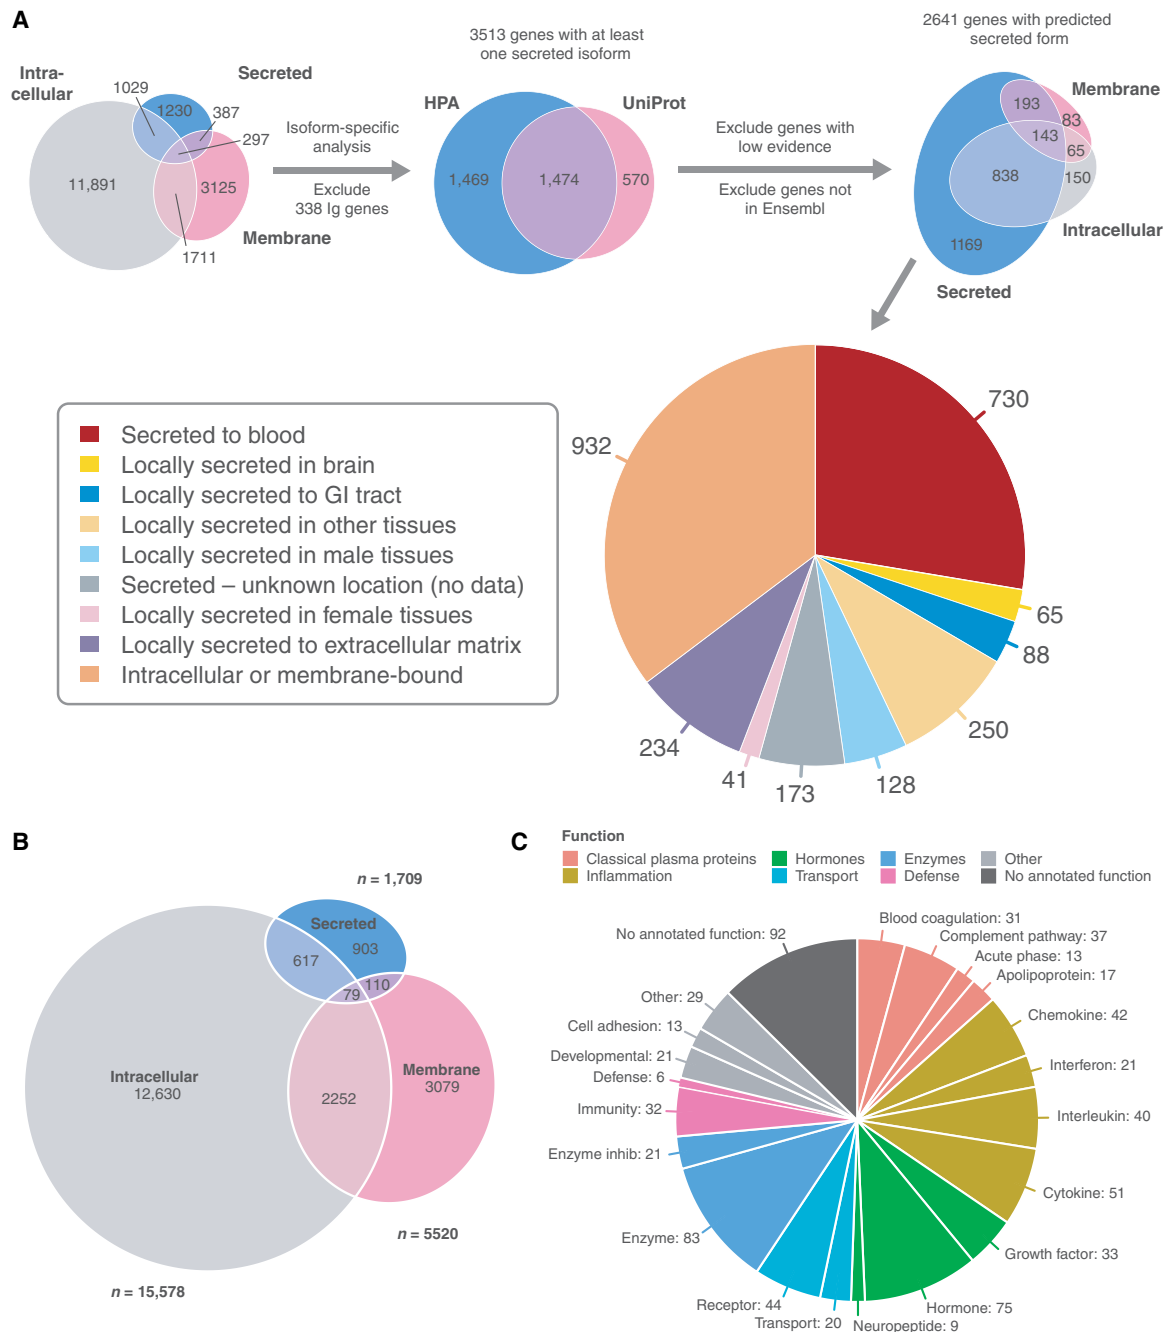 A
Intra-
cellular
1029
Secreted
1230
387
297
11,891
3125
Membrane
1711
Isoform-specific
analysis
Exclude
338 Ig genes
3513 genes with at least
one secreted isoform
HPA
UniProt
1,469
1,474
570
Exclude genes with
low evidence
Exclude genes not
in Ensembl
2641 genes with predicted
secreted form
Membrane
193
83
143
65
838
150
Intracellular
1169
Secreted
Secreted to blood
Locally secreted in brain
Locally secreted to GI tract
Locally secreted in other tissues
Locally secreted in male tissues
Secreted – unknown location (no data)
Locally secreted in female tissues
Locally secreted to extracellular matrix
Intracellular or membrane-bound
932
730
65
88
250
128
173
41
234
B
n = 1,709
Secreted
903
617
110
79
Intracellular
12,630
Membrane
3079
2252
n = 5520
n = 15,578
C
Function
Classical plasma proteins
Hormones
Enzymes
Other
Inflammation
Transport
Defense
No annotated function
Blood coagulation: 31
Complement pathway: 37
Acute phase: 13
Apolipoprotein: 17
Chemokine: 42
Interferon: 21
Interleukin: 40
Cytokine: 51
Growth factor: 33
Hormone: 75
Neuropeptide: 9
Transport: 20
Receptor: 44
Enzyme: 83
Enzyme inhib: 21
Immunity: 32
Defense: 6
Developmental: 21
Cell adhesion: 13
Other: 29
No annotated function: 92